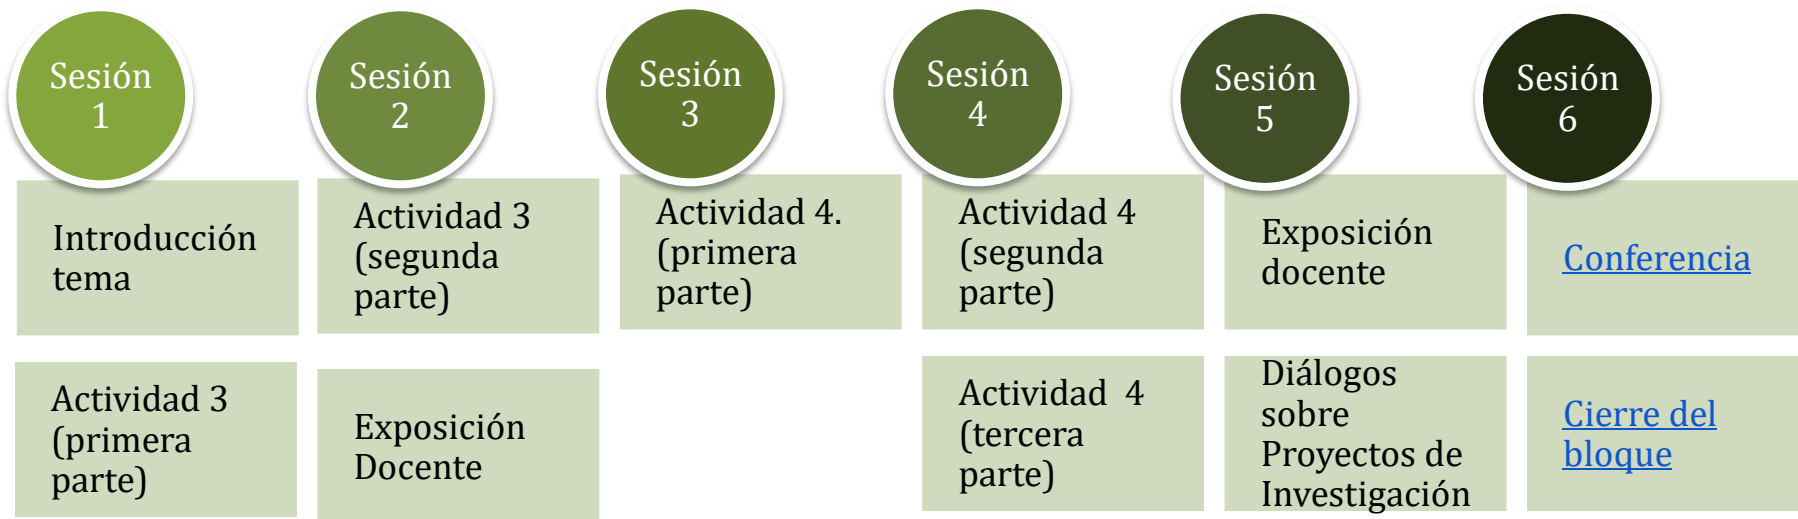 Sesión
1
Sesión
2
Sesión
3
Sesión
4
Sesión
5
Sesión
6
Introducción
tema
Actividad 3
(segunda
parte)
Actividad 4.
(primera
parte)
Actividad 4
(segunda
parte)
Exposición
docente
Conferencia
Actividad 3
(primera
parte)
Exposición
Docente
Actividad  4
(tercera
parte)
Diálogos
sobre
Proyectos de
Investigación
Cierre del
bloque